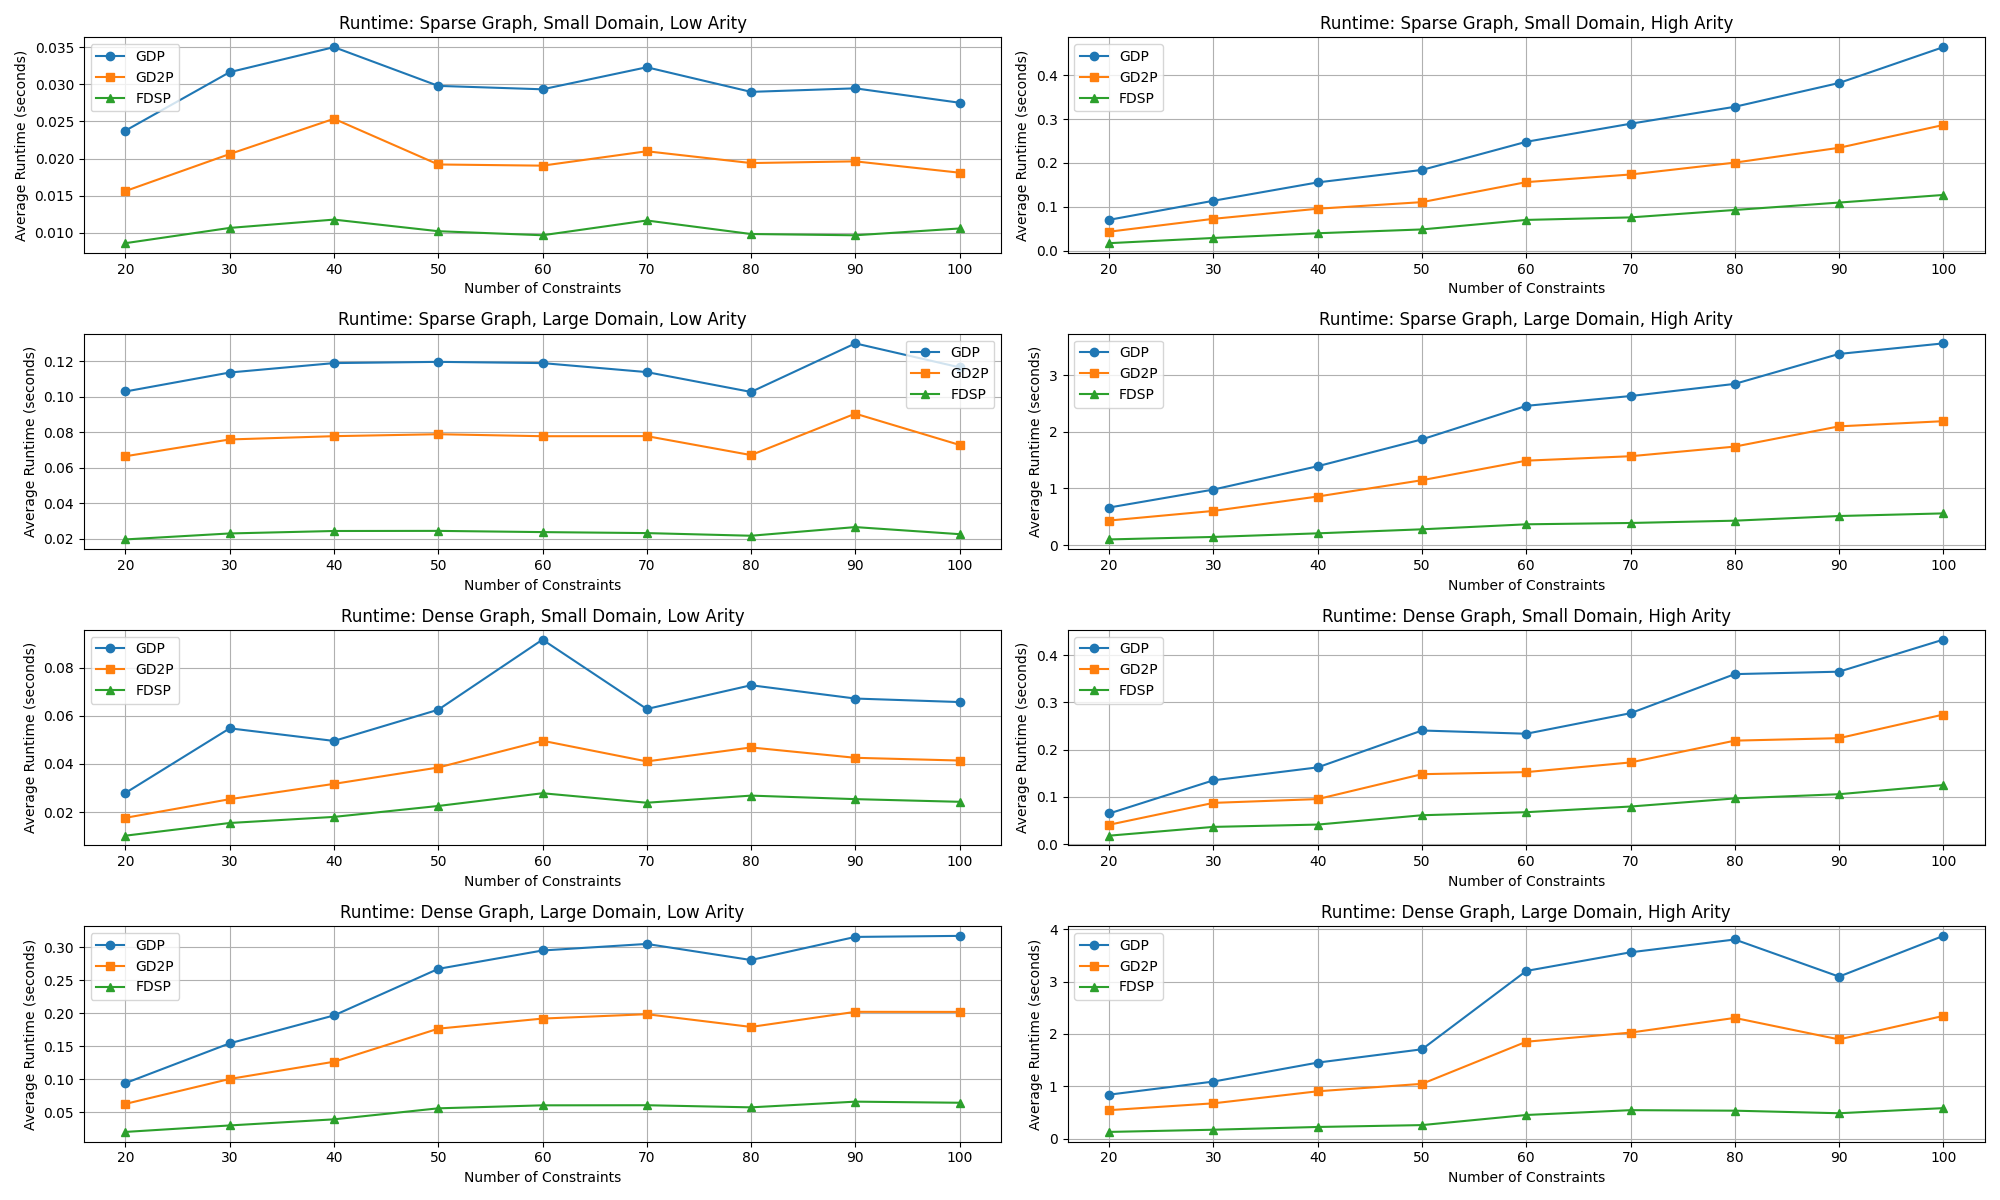 Runtime: Sparse Graph, Small Domain, Low Arity
Average Runtime (seconds)
0.035
0.030
0.025
0.020
0.015
0.010
GDP
GD2P
FDSP
20 30 40 50 60 70 80 90 100
Number of Constraints
Runtime: Sparse Graph, Small Domain, High Arity
Average Runtime (seconds)
0.4
0.3
0.2
0.1
0.0
GDP
GD2P
FDSP
20 30 40 50 60 70 80 90 100
Number of Constraints
Runtime: Sparse Graph, Large Domain, Low Arity
Average Runtime (seconds)
0.12
0.10
0.08
0.06
0.04
0.02
GDP
GD2P
FDSP
20 30 40 50 60 70 80 90 100
Number of Constraints
Runtime: Sparse Graph, Large Domain, High Arity
Average Runtime (seconds)
3
2
1
0
GDP
GD2P
FDSP
20 30 40 50 60 70 80 90 100
Number of Constraints
Runtime: Dense Graph, Small Domain, Low Arity
Average Runtime (seconds)
0.08
0.06
0.04
0.02
GDP
GD2P
FDSP
20 30 40 50 60 70 80 90 100
Number of Constraints
Runtime: Dense Graph, Small Domain, High Arity
Average Runtime (seconds)
0.4
0.3
0.2
0.1
0.0
GDP
GD2P
FDSP
20 30 40 50 60 70 80 90 100
Number of Constraints
Runtime: Dense Graph, Large Domain, Low Arity
Average Runtime (seconds)
0.30
0.25
0.20
0.15
0.10
0.05
GDP
GD2P
FDSP
20 30 40 50 60 70 80 90 100
Number of Constraints
Runtime: Dense Graph, Large Domain, High Arity
Average Runtime (seconds)
4
3
2
1
0
GDP
GD2P
FDSP
20 30 40 50 60 70 80 90 100
Number of Constraints